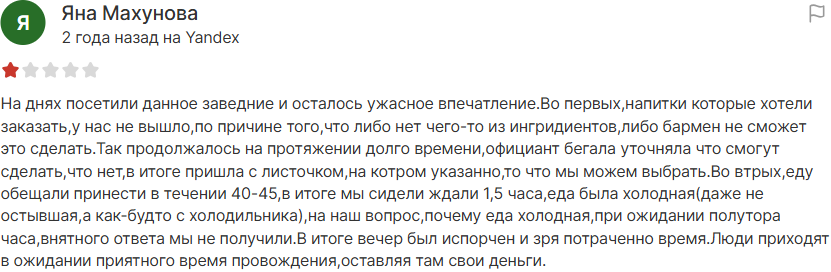 Я
Яна Махунова
2 года назад на Yandex
На днях посетили данное заведние и осталось ужасное впечатление.Во первых,напитки которые хотели
заказать,у нас не вышло,по причине того,что либо нет чего-то из ингридиентов,либо бармен не сможет
это сделать.Так продолжалось на протяжении долго времени,официант бегала уточняла что смогут
сделать,что нет,в итоге пришла с листочком,на котром указанно,то что мы можем выбрать.Во втрых,еду
обещали принести в течении 40-45,в итоге мы сидели ждали 1,5 часа,еда была холодная(даже не
остывшая,а как-будто с холодильника),на наш вопрос,почему еда холодная,при ожидании полутора
часа,внятного ответа мы не получили.В итоге вечер был испорчен и зря потраченно время.Люди приходят
в ожидании приятного время провождения,оставляя там свои деньги.